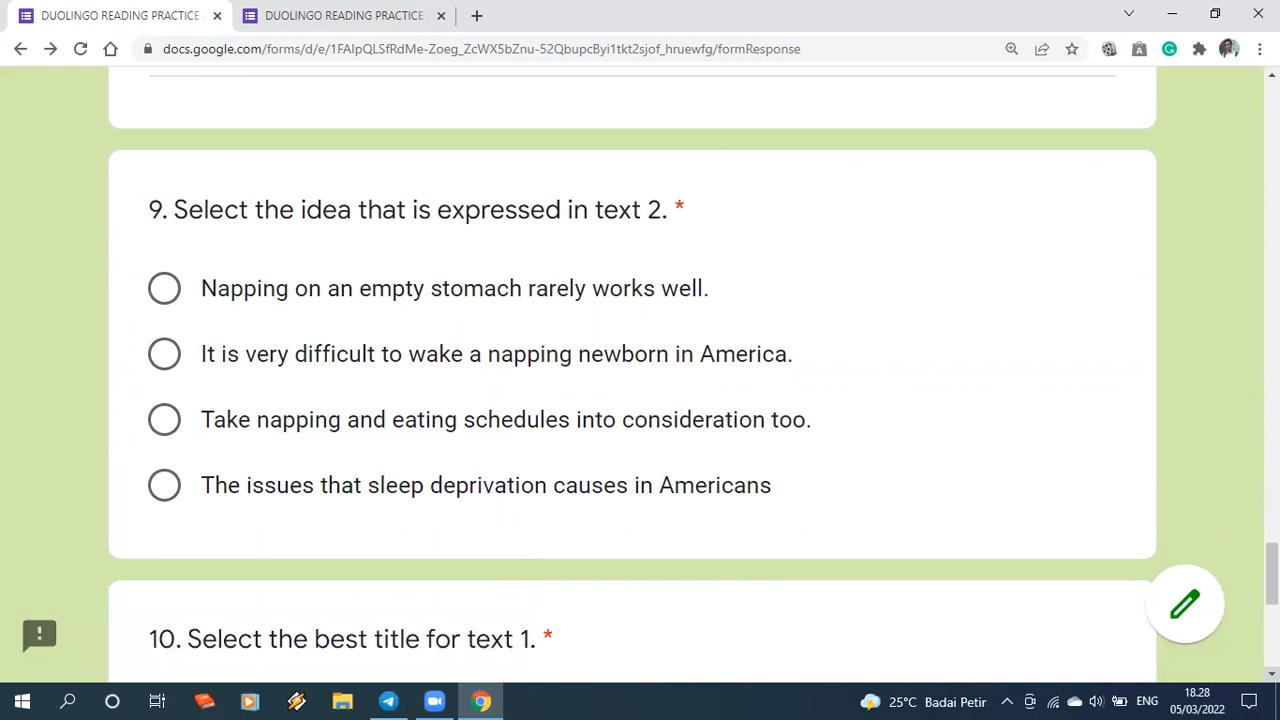 DUOLINGO READING PRACTICE
DUOLINGO READING PRACTICE
docs.google.com/forms/d/e/1FAIpQLSfRdMe-Zoeg_ZcWX5bZnu-52QbupcByi1tkt2sjof_hruewfg/formResponse
9. Select the idea that is expressed in text 2. *
Napping on an empty stomach rarely works well.
It is very difficult to wake a napping newborn in America.
Take napping and eating schedules into consideration too.
The issues that sleep deprivation causes in Americans
10. Select the best title for text 1. *
25°C Badai Petir
ENG
18.28
05/03/2022